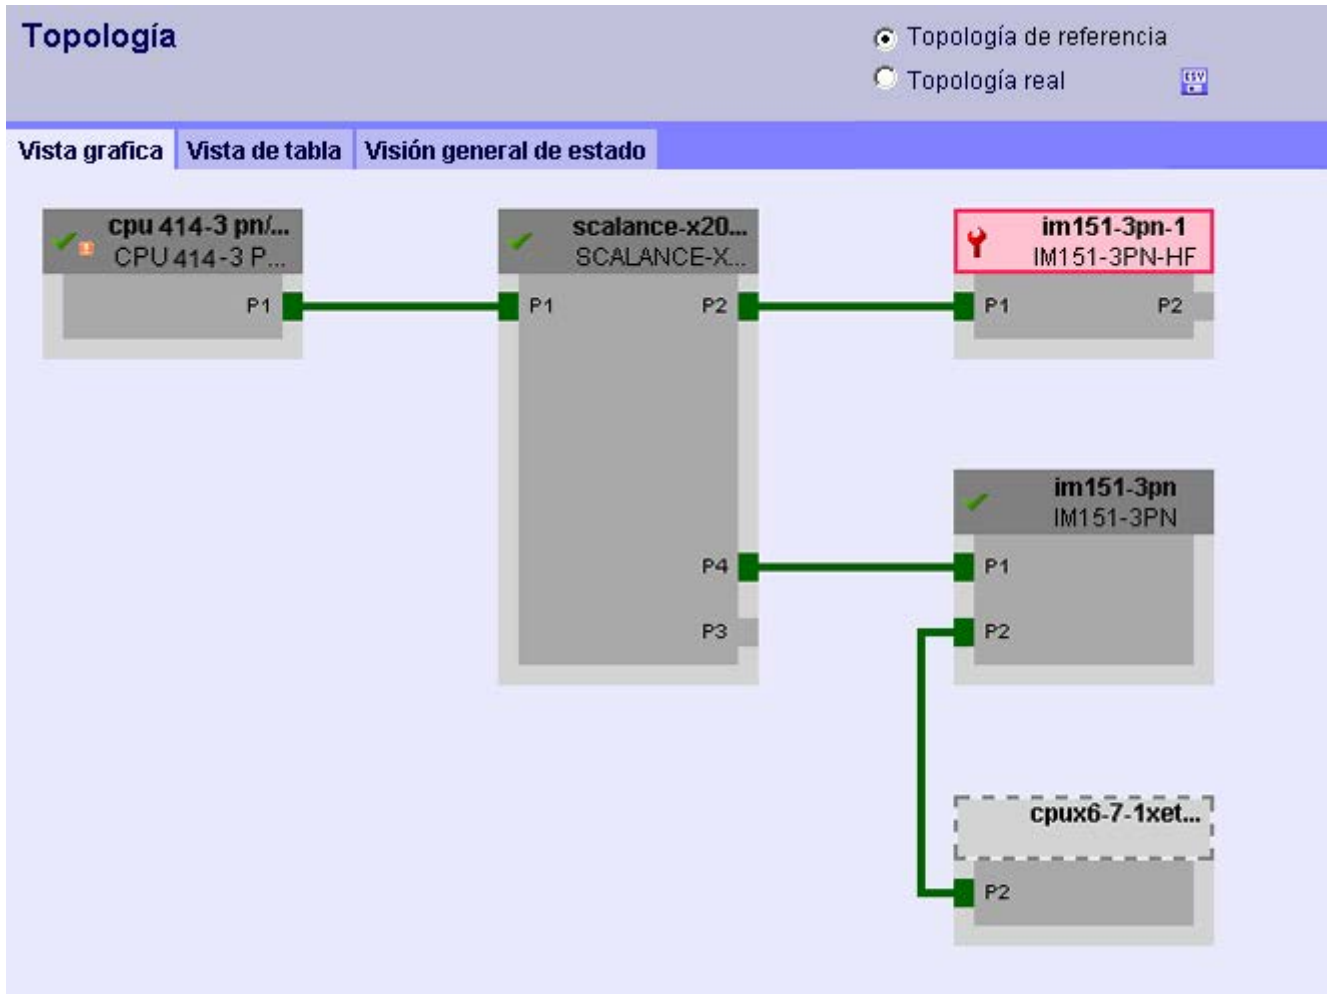 Topología
Topología de referencia
Topología real
CSV
Vista grafica Vista de tabla Visión general de estado
cpu 414-3 pn/...
CPU 414-3 P...
P1
scalance-x20...
SCALANCE-X...
P1 P2
P4
P3
im151-3pn-1
IM151-3PN-HF
P1 P2
im151-3pn
IM151-3PN
P1
P2
cpux6-7-1xet...
P2